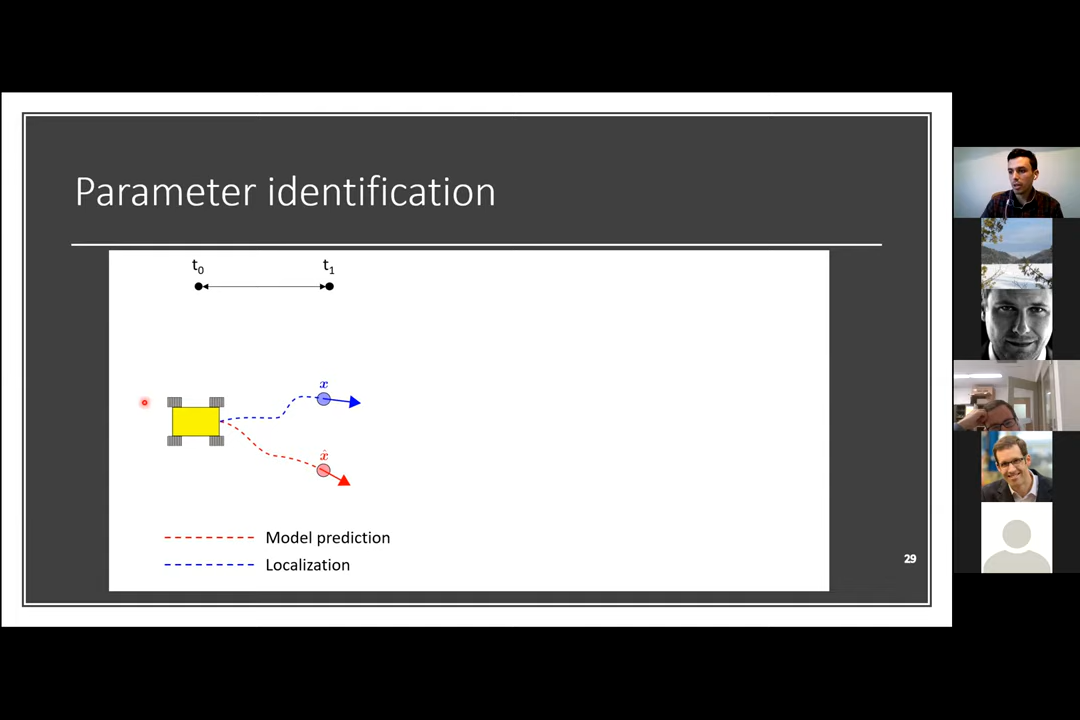 Parameter identification
t₀ t₁
x
x̂
Model prediction
Localization
29